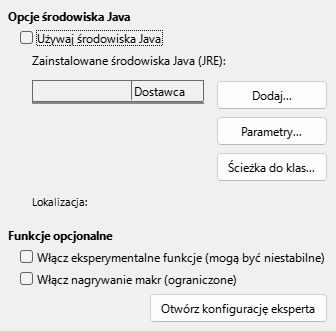 Opcje środowiska Java
Używaj środowiska Java
Zainstalowane środowiska Java (JRE):
Dostawca
Dodaj...
Parametry...
Ścieżka do klas...
Lokalizacja:
Funkcje opcjonalne
Włącz eksperymentalne funkcje (mogą być niestabilne)
Włącz nagrywanie makr (ograniczone)
Otwórz konfigurację eksperta